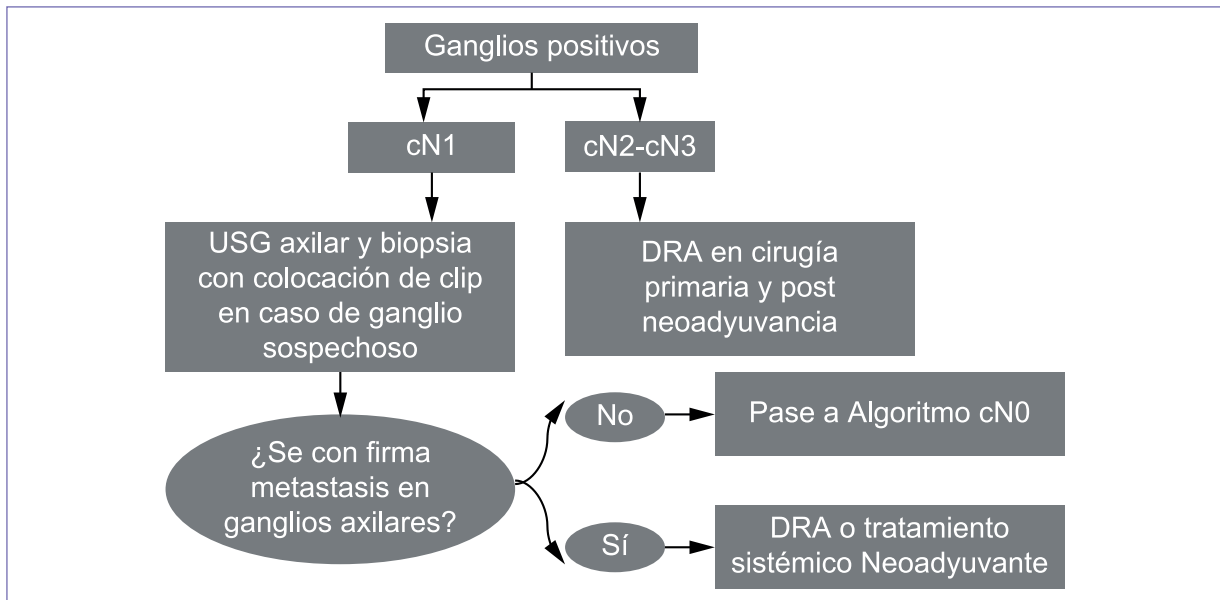 Ganglios positivos
cN1
cN2-cN3
USG axilar y biopsia
con colocación de clip
en caso de ganglio
sospechoso
DRA en cirugía
primaria y post
neoadyuvancia
¿Se con firma
metastasis en
ganglios axilares?
No
Pase a Algoritmo cN0
Sí
DRA o tratamiento
sistémico Neoadyuvante